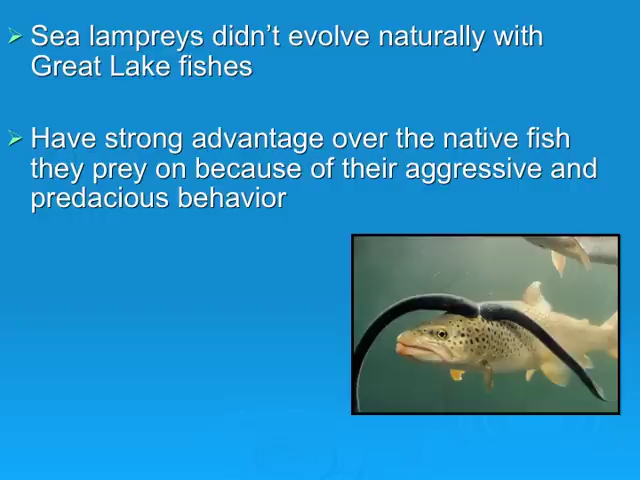 Sea lampreys didn't evolve naturally with
Great Lake fishes
Have strong advantage over the native fish
they prey on because of their aggressive and
predacious behavior